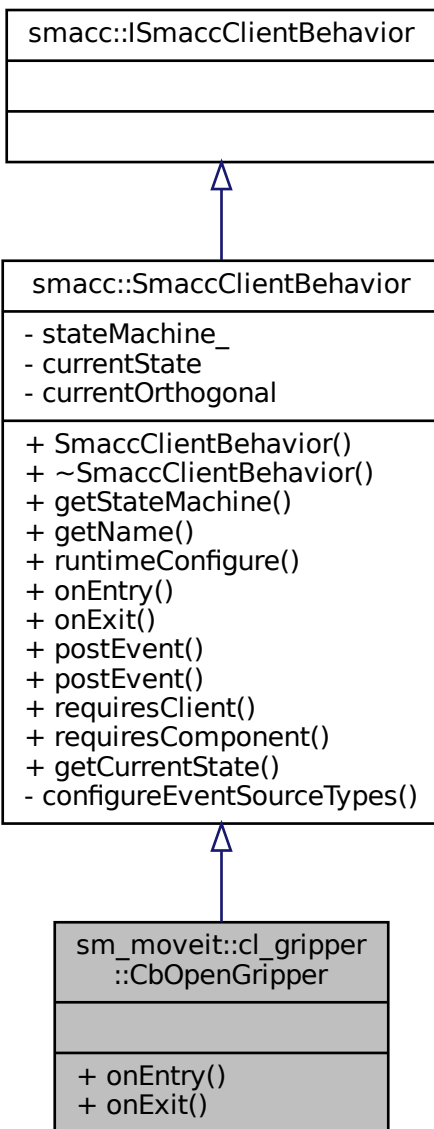 smacc::ISmaccClientBehavior
smacc::SmaccClientBehavior
- stateMachine_
- currentState
- currentOrthogonal
+ SmaccClientBehavior()
+ ~SmaccClientBehavior()
+ getStateMachine()
+ getName()
+ runtimeConfigure()
+ onEntry()
+ onExit()
+ postEvent()
+ postEvent()
+ requiresClient()
+ requiresComponent()
+ getCurrentState()
- configureEventSourceTypes()
sm_moveit::cl_gripper
::CbOpenGripper
+ onEntry()
+ onExit()